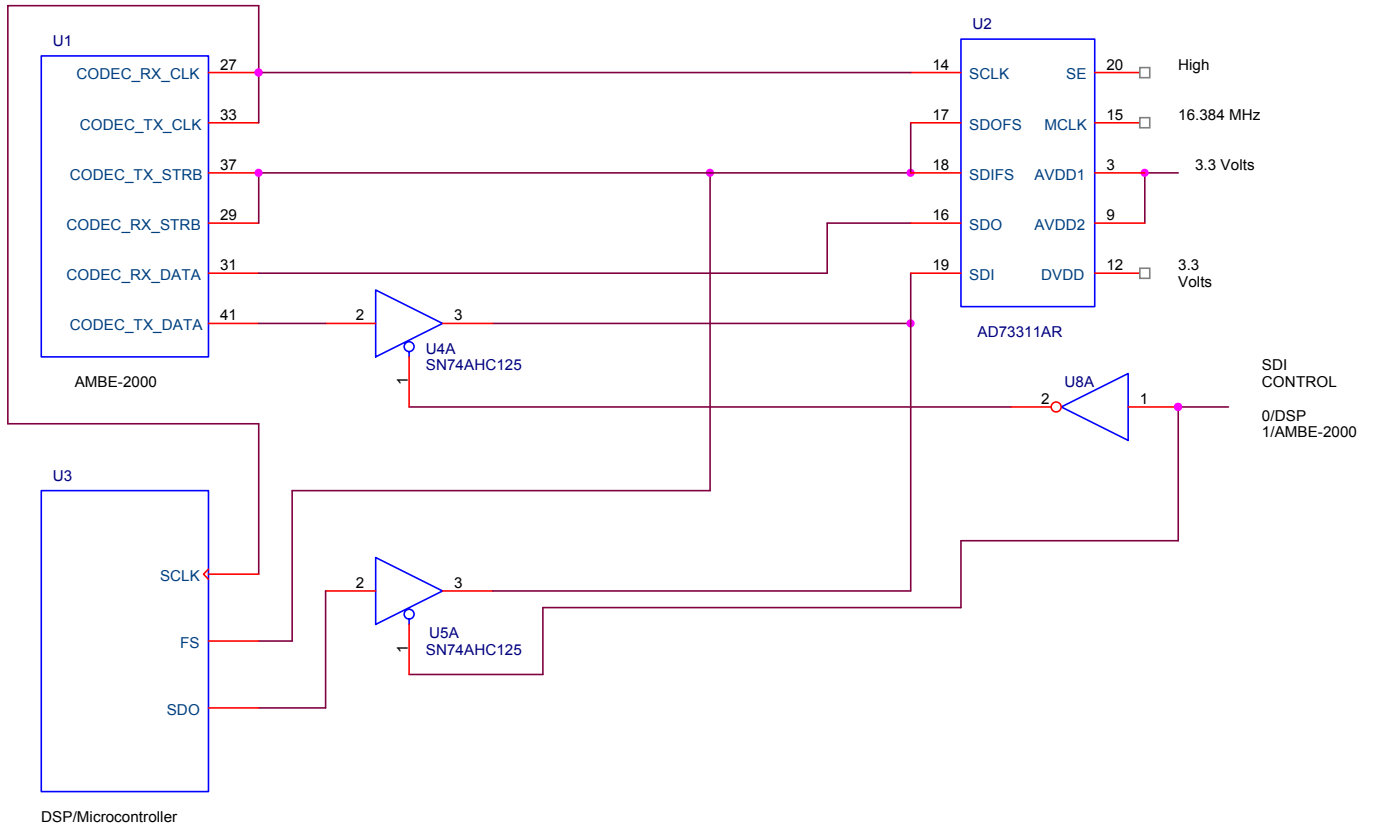 U1
CODEC_RX_CLK 27
CODEC_TX_CLK 33
CODEC_TX_STRB 37
CODEC_RX_STRB 29
CODEC_RX_DATA 31
CODEC_TX_DATA 41
AMBE-2000
U2
14 SCLK SE 20 High
17 SDOFS MCLK 15 16.384 MHz
18 SDIFS AVDD1 3 3.3 Volts
16 SDO AVDD2 9
19 SDI DVDD 12 3.3
Volts
AD73311AR
2 3
1
U4A
SN74AHC125
U8A
2 1
SDI
CONTROL
0/DSP
1/AMBE-2000
U3
SCLK
FS
SDO
DSP/Microcontroller
2 3
1
U5A
SN74AHC125